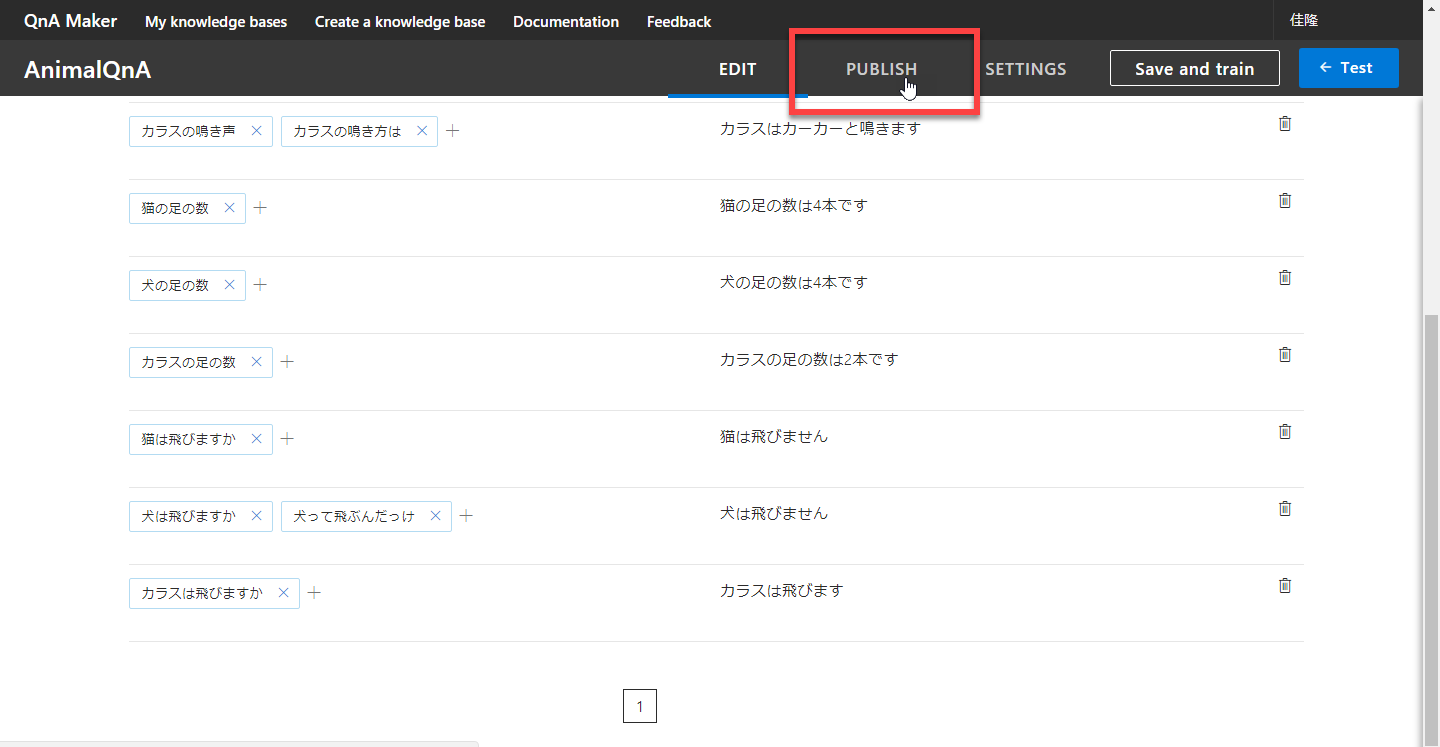 QnA Maker My knowledge bases Create a knowledge base Documentation Feedback 佳隆
AnimalQnA EDIT PUBLISH SETTINGS Save and train ← Test
カラスの鳴き声 × カラスの鳴き方は × + カラスはカーカーと鳴きます
猫の足の数 × + 猫の足の数は4本です
犬の足の数 × + 犬の足の数は4本です
カラスの足の数 × + カラスの足の数は2本です
猫は飛びますか × + 猫は飛びません
犬は飛びますか × 犬って飛ぶんだっけ × + 犬は飛びません
カラスは飛びますか × + カラスは飛びます
1